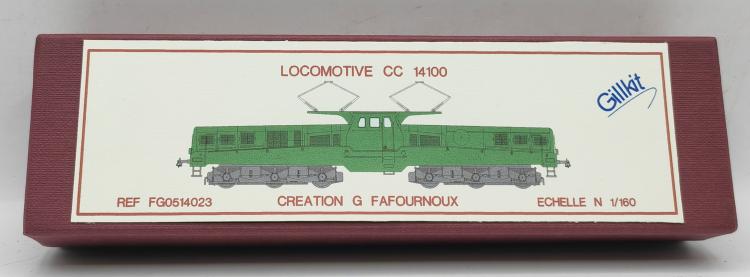 LOCOMOTIVE CC 14100
Gillkit
REF FG0514023
CREATION G FAFOURNOUX
ECHELLE N 1/160